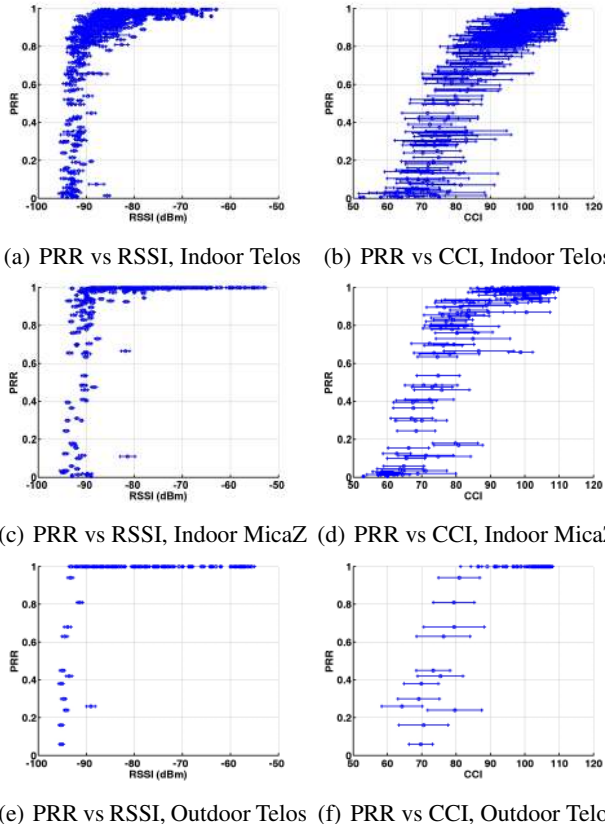 1
0.8
0.6
0.4
0.2
0
PRR
-100 -90 -80 -70 -60 -50
RSSI (dBm)
1
0.8
0.6
0.4
0.2
0
PRR
50 60 70 80 90 100 110 120
CCI
(a) PRR vs RSSI, Indoor Telos (b) PRR vs CCI, Indoor Telos
1
0.8
0.6
0.4
0.2
0
PRR
-100 -90 -80 -70 -60 -50
RSSI (dBm)
1
0.8
0.6
0.4
0.2
0
PRR
50 60 70 80 90 100 110 120
CCI
(c) PRR vs RSSI, Indoor MicaZ (d) PRR vs CCI, Indoor MicaZ
1
0.8
0.6
0.4
0.2
0
PRR
-100 -90 -80 -70 -60 -50
RSSI (dBm)
1
0.8
0.6
0.4
0.2
0
PRR
50 60 70 80 90 100 110 120
CCI
(e) PRR vs RSSI, Outdoor Telos (f) PRR vs CCI, Outdoor Telo